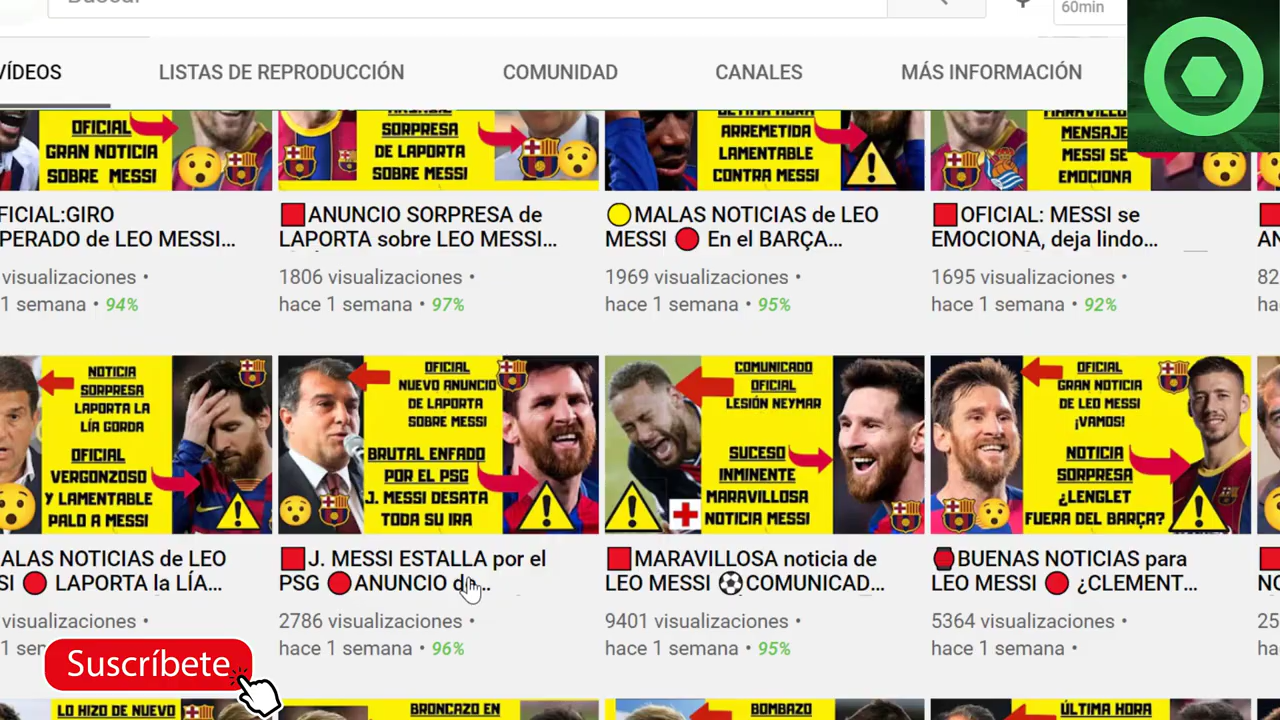 60min
VÍDEOS
LISTAS DE REPRODUCCIÓN
COMUNIDAD
CANALES
MÁS INFORMACIÓN
OFICIAL
GRAN NOTICIA
SOBRE MESSI
SORPRESA
DE LAPORTA
SOBRE MESSI
ARREMETIDA
LAMENTABLE
CONTRA MESSI
MENSAJE
MESSI SE
EMOCIONA
FICIAL:GIRO
PERADO de LEO MESSI...
visualizaciones •
1 semana • 94%
ANUNCIO SORPRESA de
LAPORTA sobre LEO MESSI...
1806 visualizaciones •
hace 1 semana • 97%
MALAS NOTICIAS de LEO
MESSI 🔴 En el BARÇA...
1969 visualizaciones •
hace 1 semana • 95%
OFICIAL: MESSI se
EMOCIONA, deja lindo...
1695 visualizaciones •
hace 1 semana • 92%
AN
82
NOTICIA
SORPRESA
LAPORTA LA
LÍA GORDA
OFICIAL
VERGONZOSO
Y LAMENTABLE
PALO A MESSI
OFICIAL
NUEVO ANUNCIO
DE LAPORTA
SOBRE MESSI
BRUTAL ENFADO
POR EL PSG
J. MESSI DESATA
TODA SU IRA
COMUNICADO
OFICIAL
LESIÓN NEYMAR
SUCESO
INMINENTE
MARAVILLOSA
NOTICIA MESSI
OFICIAL
GRAN NOTICIA
DE LEO MESSI
¡VAMOS!
NOTICIA
SORPRESA
¿LENGLET
FUERA DEL BARÇA?
ALAS NOTICIAS de LEO
SI 🔴 LAPORTA la LÍA...
visualizaciones •
1 sem
J. MESSI ESTALLA por el
PSG 🔴ANUNCIO d
2786 visualizaciones •
hace 1 semana • 96%
MARAVILLOSA noticia de
LEO MESSI ⚽COMUNICAD...
9401 visualizaciones •
hace 1 semana • 95%
BUENAS NOTICIAS para
LEO MESSI 🔴 ¿CLEMENT...
5364 visualizaciones •
hace 1 semana •
NO
25
Suscríbete
LO HIZO DE NUEVO
BRONCAZO EN
BOMBAZO
ÚLTIMA HORA